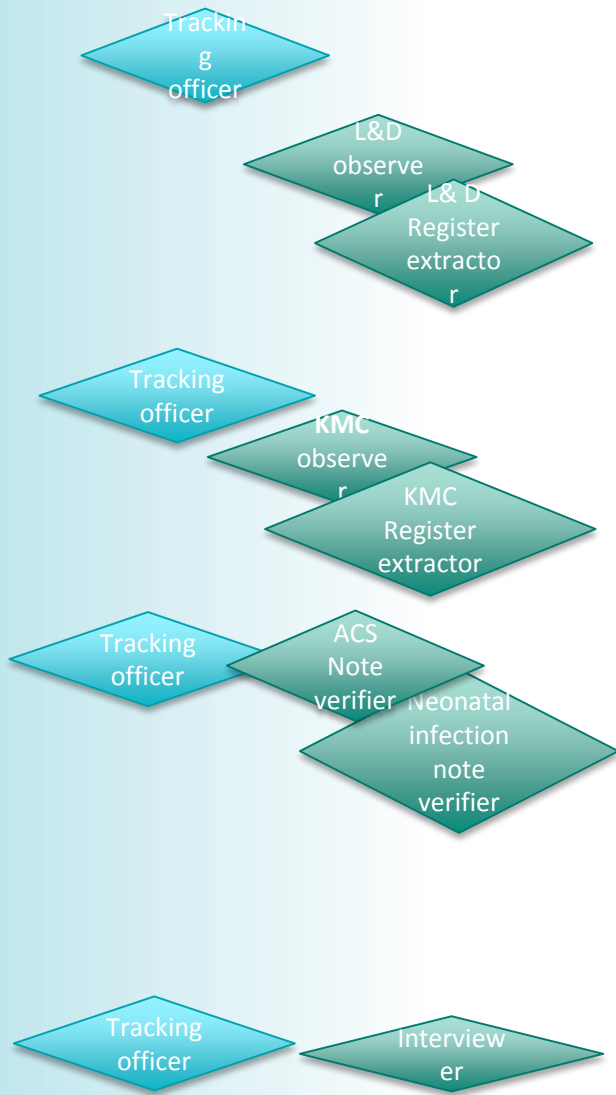 Trackin
g
officer
L&D
observe
r
L& D
Register
extracto
r
Tracking
officer
KMC
observe
r
KMC
Register
extractor
Tracking
officer
ACS
Note
verifier
Neonatal
infection
note
verifier
Tracking
officer
Interview
er